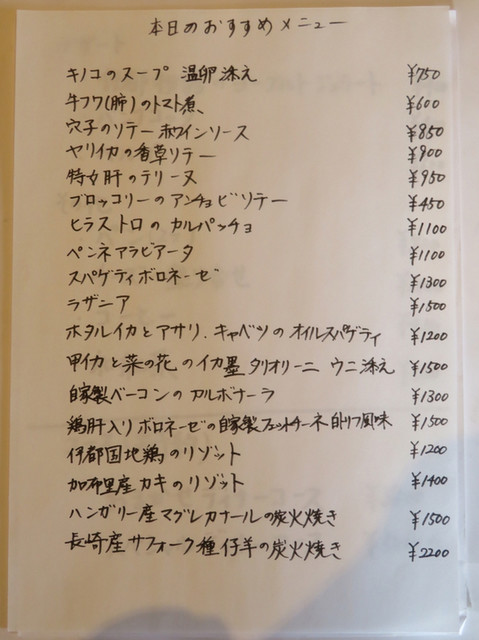 本日のおすすめメニュー
キノコのスープ 温卵添え ¥750
牛フワ(肺)のトマト煮、 ¥600
穴子のソテー 赤ワインソース ¥850
ヤリイカの香草ソテー ¥900
特女肝のテリーヌ ¥950
ブロッコリーのアンチョビソテー ¥450
ヒラストロの カルパッチョ ¥1100
ペンネアラビアータ ¥1100
スパゲティボロネーゼ ¥1300
ラザニア ¥1500
ホタルイカとアサリ.キャベツの オイルスパゲティ ¥1200
甲イカと菜の花のイカ墨 タリオリーニ ウニ添え ¥1500
自家製ベーコンのカルボナーラ ¥1300
鶏肝入りボロネーゼの自家製フェットチーネ 白トリフ風味 ¥1500
伊都国地鶏のリゾット ¥1200
加布里産カキのリゾット ¥1400
ハンガリー産マグレカナールの炭火焼き ¥1500
長崎産サフォーク種仔羊の炭火焼き ¥2200